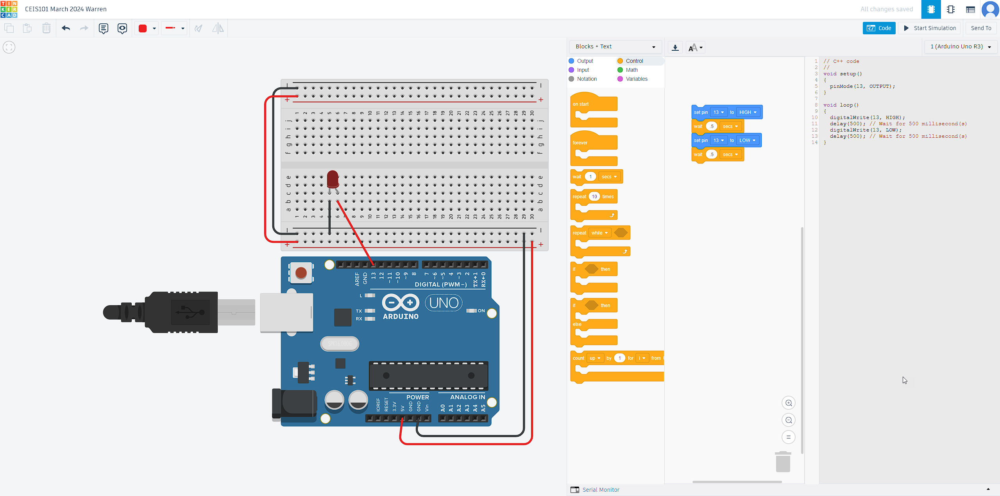 TINKERCAD
CEIS101 March 2024 Warren
All changes saved
Code
Start Simulation
Send To
Blocks + Text
1 (Arduino Uno R3)
Output
Control
Input
Math
Notation
Variables
on start
forever
wait 1 secs
repeat 10 times
repeat while
if then
if then
else
count up by 1 for i from
set pin 13 to HIGH
wait .5 secs
set pin 13 to LOW
wait .5 secs
1 // C++ code
2 //
3 void setup()
4 {
5 pinMode(13, OUTPUT);
6 }
7
8 void loop()
9 {
10 digitalWrite(13, HIGH);
11 delay(500); // Wait for 500 millisecond(s)
12 digitalWrite(13, LOW);
13 delay(500); // Wait for 500 millisecond(s)
14 }
− −
+ +
1 2 3 4 5 6 7 8 9 10 11 12 13 14 15 16 17 18 19 20 21 22 23 24 25 26 27 28 29 30
j j
i i
h h
g g
f f
e e
d d
c c
b b
a a
1 2 3 4 5 6 7 8 9 10 11 12 13 14 15 16 17 18 19 20 21 22 23 24 25 26 27 28 29 30
− −
+ +
AREF GND 13 12 ~11 ~10 ~9 8 7 ~6 ~5 4 ~3 2 TX→1 RX←0
DIGITAL (PWM~)
L
TX
RX
ARDUINO
UNO
ON
SPK16.000G
POWER
ANALOG IN
IOREF RESET 3.3V 5V GND GND Vin A0 A1 A2 A3 A4 A5
Serial Monitor